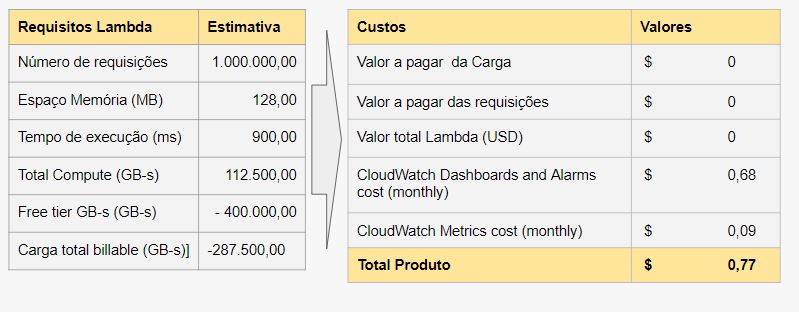 Requisitos Lambda Estimativa
Número de requisições 1.000.000,00
Espaço Memória (MB) 128,00
Tempo de execução (ms) 900,00
Total Compute (GB-s) 112.500,00
Free tier GB-s (GB-s) - 400.000,00
Carga total billable (GB-s)] -287.500,00
Custos Valores
Valor a pagar da Carga $ 0
Valor a pagar das requisições $ 0
Valor total Lambda (USD) $ 0
CloudWatch Dashboards and Alarms $ 0,68
cost (monthly)
CloudWatch Metrics cost (monthly) $ 0,09
Total Produto $ 0,77